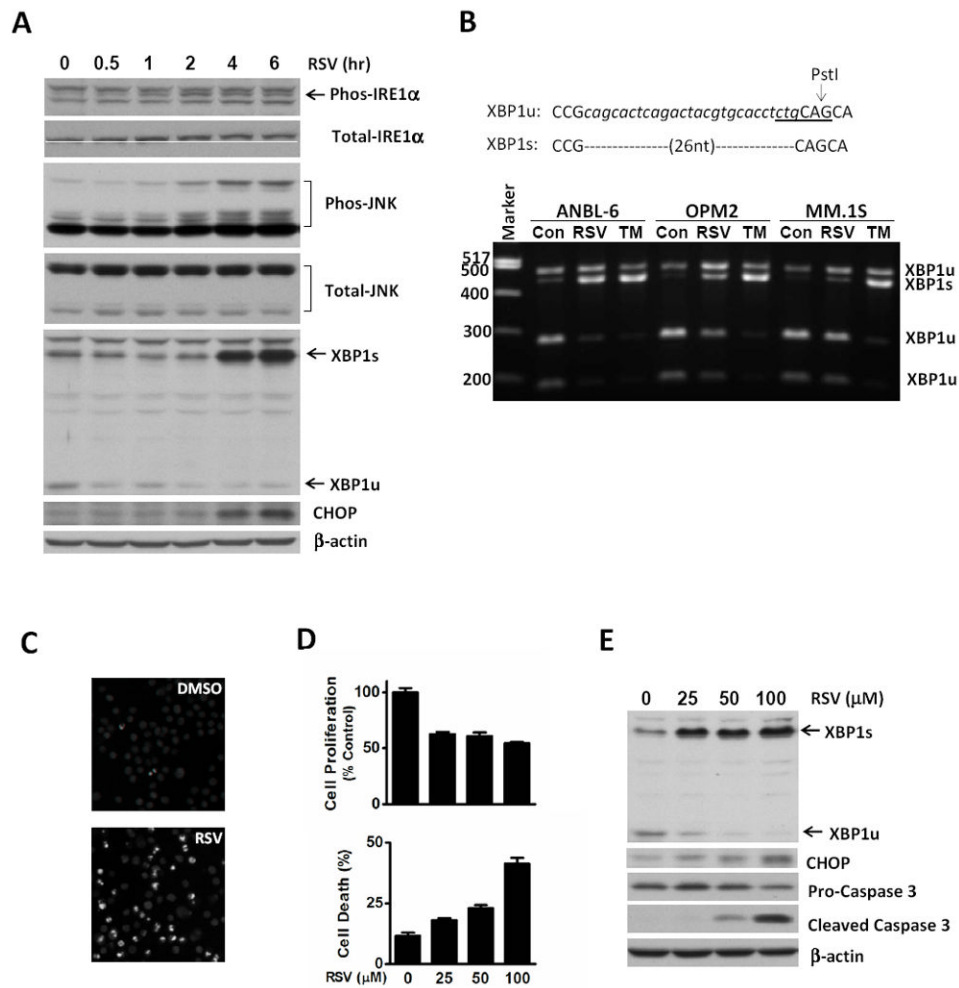 A
0 0.5 1 2 4 6 RSV (hr)
Phos-IRE1α
Total-IRE1α
Phos-JNK
Total-JNK
XBP1s
XBP1u
CHOP
β-actin
B
PstI
XBP1u: CCGcagcactcagactacgtgcacctctgCAGCA
XBP1s: CCG--------------(26nt)--------------CAGCA
Marker
ANBL-6 OPM2 MM.1S
Con RSV TM Con RSV TM Con RSV TM
517
500
400
300
200
XBP1u
XBP1s
XBP1u
XBP1u
C
DMSO
RSV
D
Cell Proliferation
(% Control)
100
50
0
Cell Death (%)
50
25
0
RSV (μM) 0 25 50 100
E
RSV (μM)
0 25 50 100
XBP1s
XBP1u
CHOP
Pro-Caspase 3
Cleaved Caspase 3
β-actin